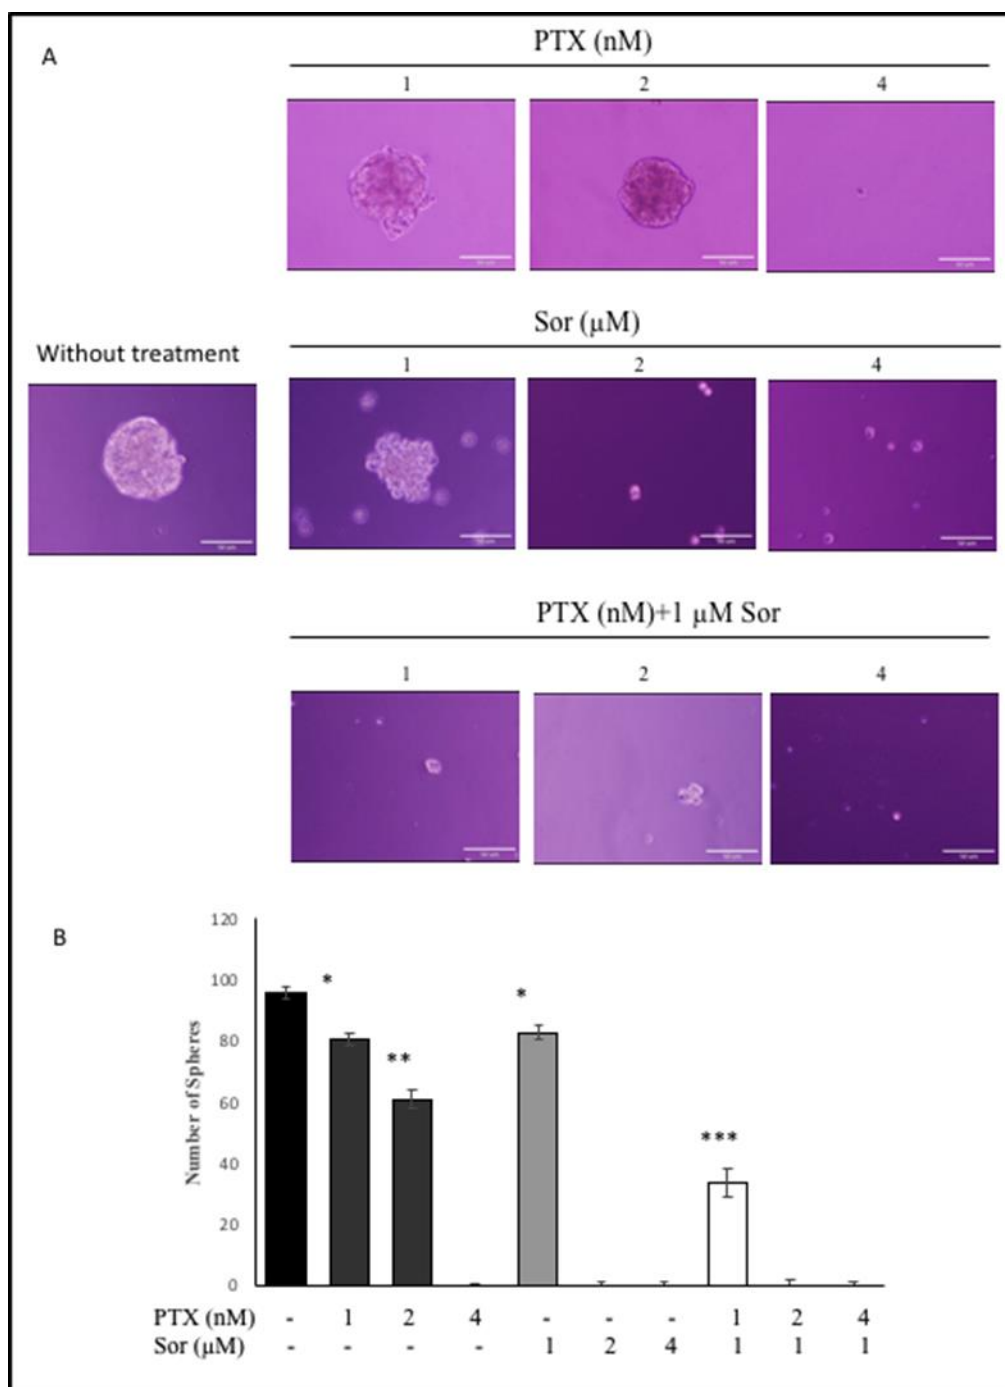 A
PTX (nM)
1 2 4
Sor (µM)
Without treatment
1 2 4
PTX (nM)+1 µM Sor
1 2 4
B
Number of Spheres
120
100
80
60
40
20
0
*
**
*
***
PTX (nM) - 1 2 4 - - - 1 2 4
Sor (µM) - - - - 1 2 4 1 1 1